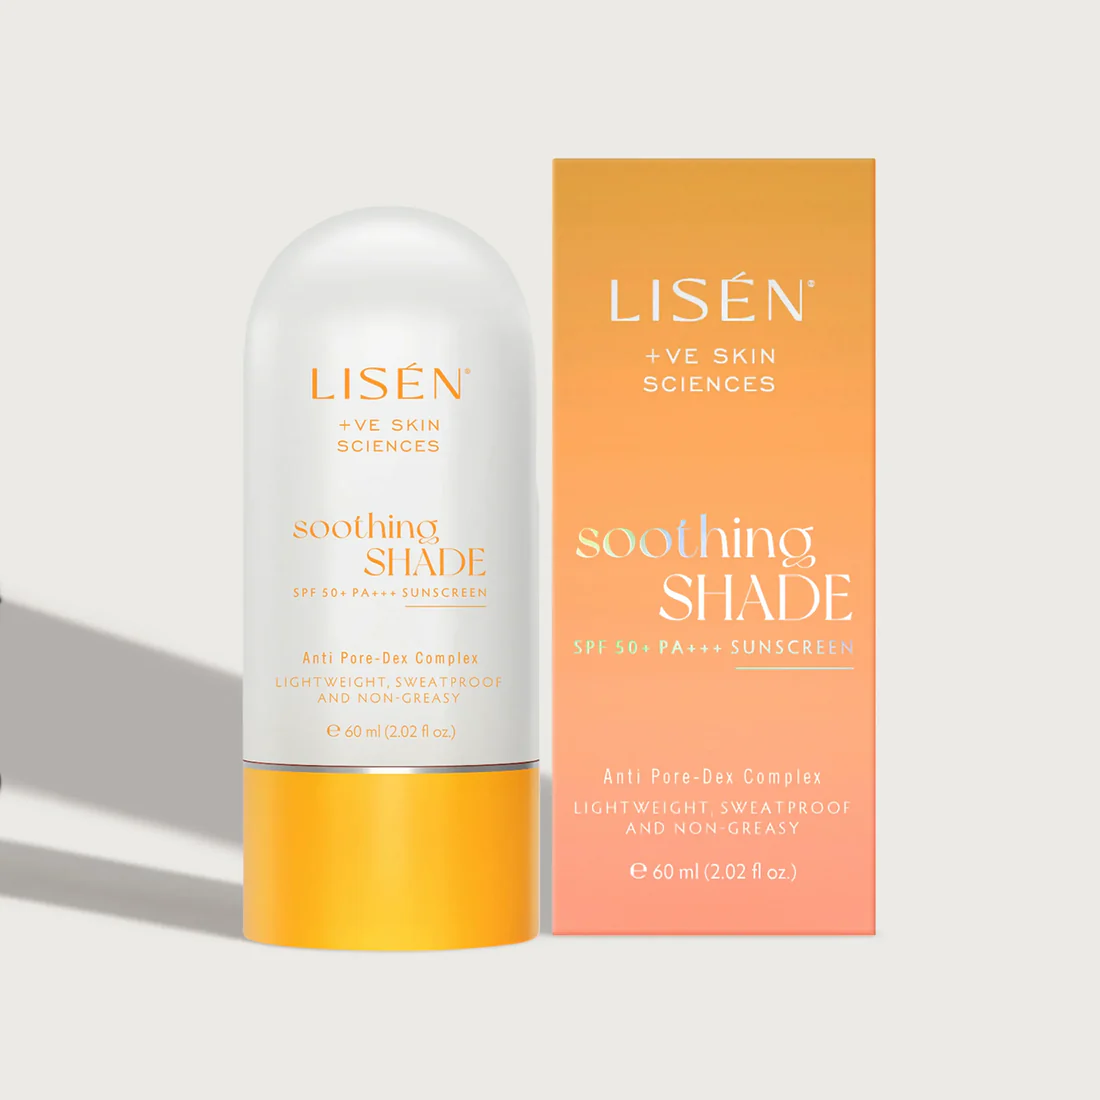 LISÉN®
+VE SKIN
SCIENCES
soothing
SHADE
SPF 50+ PA+++ SUNSCREEN
Anti Pore-Dex Complex
LIGHTWEIGHT, SWEATPROOF
AND NON-GREASY
℮ 60 ml (2.02 fl oz.)
LISÉN®
+VE SKIN
SCIENCES
soothing
SHADE
SPF 50+ PA+++ SUNSCREEN
Anti Pore-Dex Complex
LIGHTWEIGHT, SWEATPROOF
AND NON-GREASY
℮ 60 ml (2.02 fl oz.)